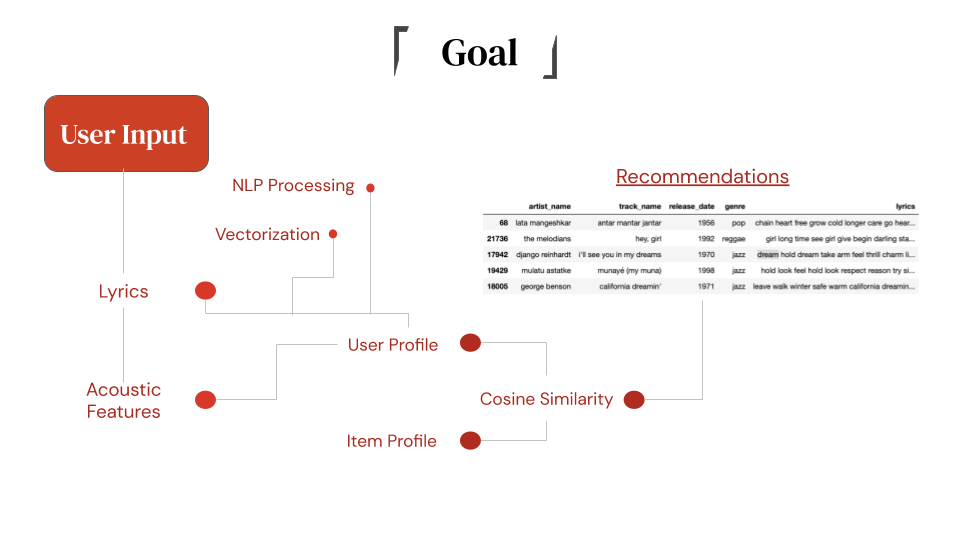 Goal
User Input
NLP Processing
Vectorization
Lyrics
Acoustic
Features
User Profile
Item Profile
Cosine Similarity
Recommendations
artist_name track_name release_date genre lyrics
68 lata mangeshkar antar mantar jantar 1956 pop chain heart free grow cold longer care go hear...
21736 the melodians hey, girl 1992 reggae girl long time see girl give begin darling sta...
17942 django reinhardt i'll see you in my dreams 1970 jazz dream hold dream take arm feel thrill charm li...
19429 mulatu astatke munayé (my muna) 1998 jazz hold look feel hold look respect reason try si...
18005 george benson california dreamin' 1971 jazz leave walk winter safe warm california dreamin...